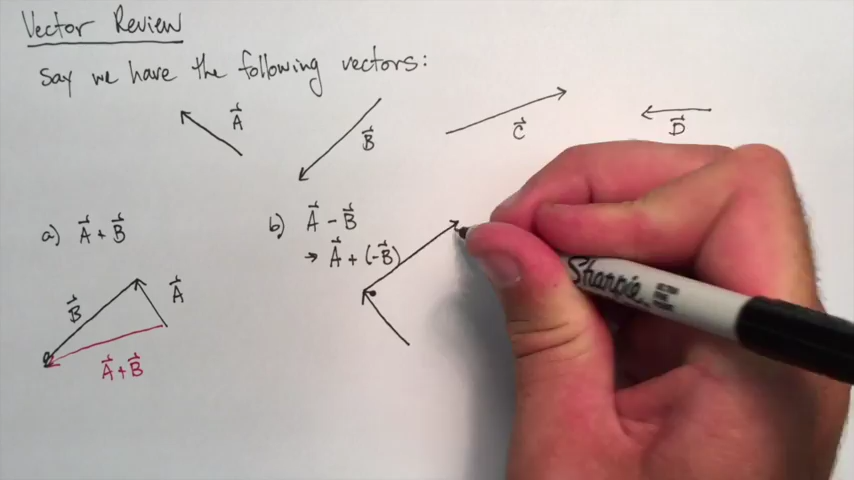 Vector Review
Say we have the following vectors:
A⃗
B⃗
C⃗
D⃗
a) A⃗ + B⃗
b) A⃗ - B⃗
→ A⃗ + (-B⃗)
B⃗
A⃗
A⃗ + B⃗
Sharpie